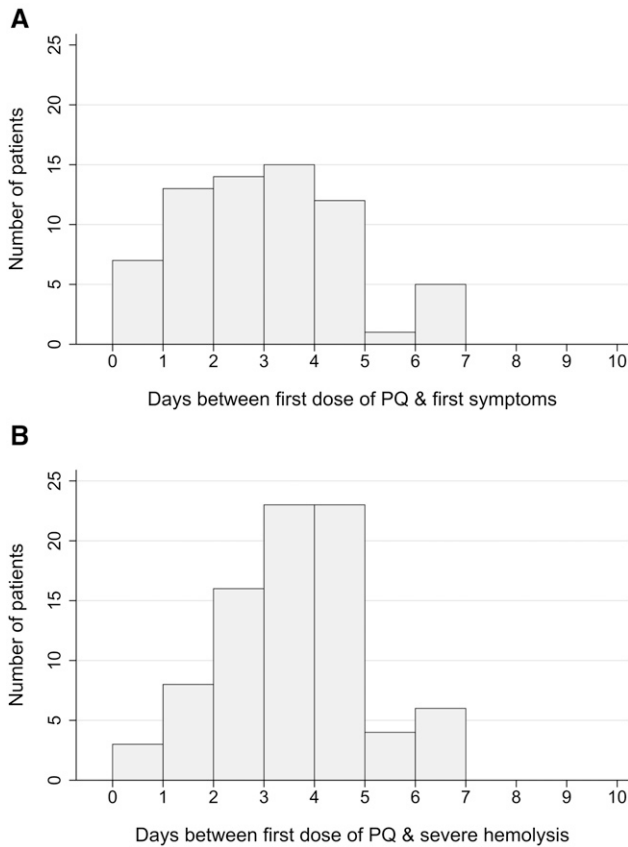 A
25
20
15
10
5
0
Number of patients
0 1 2 3 4 5 6 7 8 9 10
Days between first dose of PQ & first symptoms
B
25
20
15
10
5
0
Number of patients
0 1 2 3 4 5 6 7 8 9 10
Days between first dose of PQ & severe hemolysis